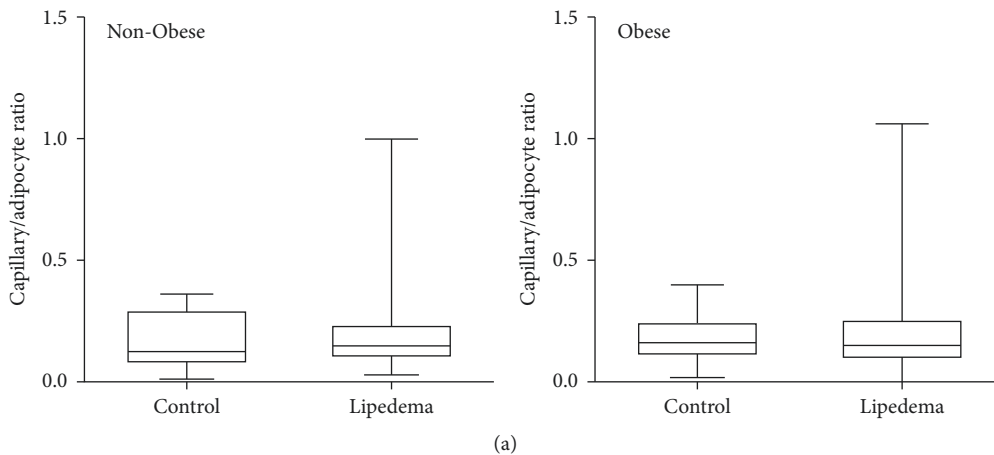 Non-Obese
Capillary/adipocyte ratio
1.5
1.0
0.5
0.0
Control
Lipedema
Obese
Capillary/adipocyte ratio
1.5
1.0
0.5
0.0
Control
Lipedema
(a)